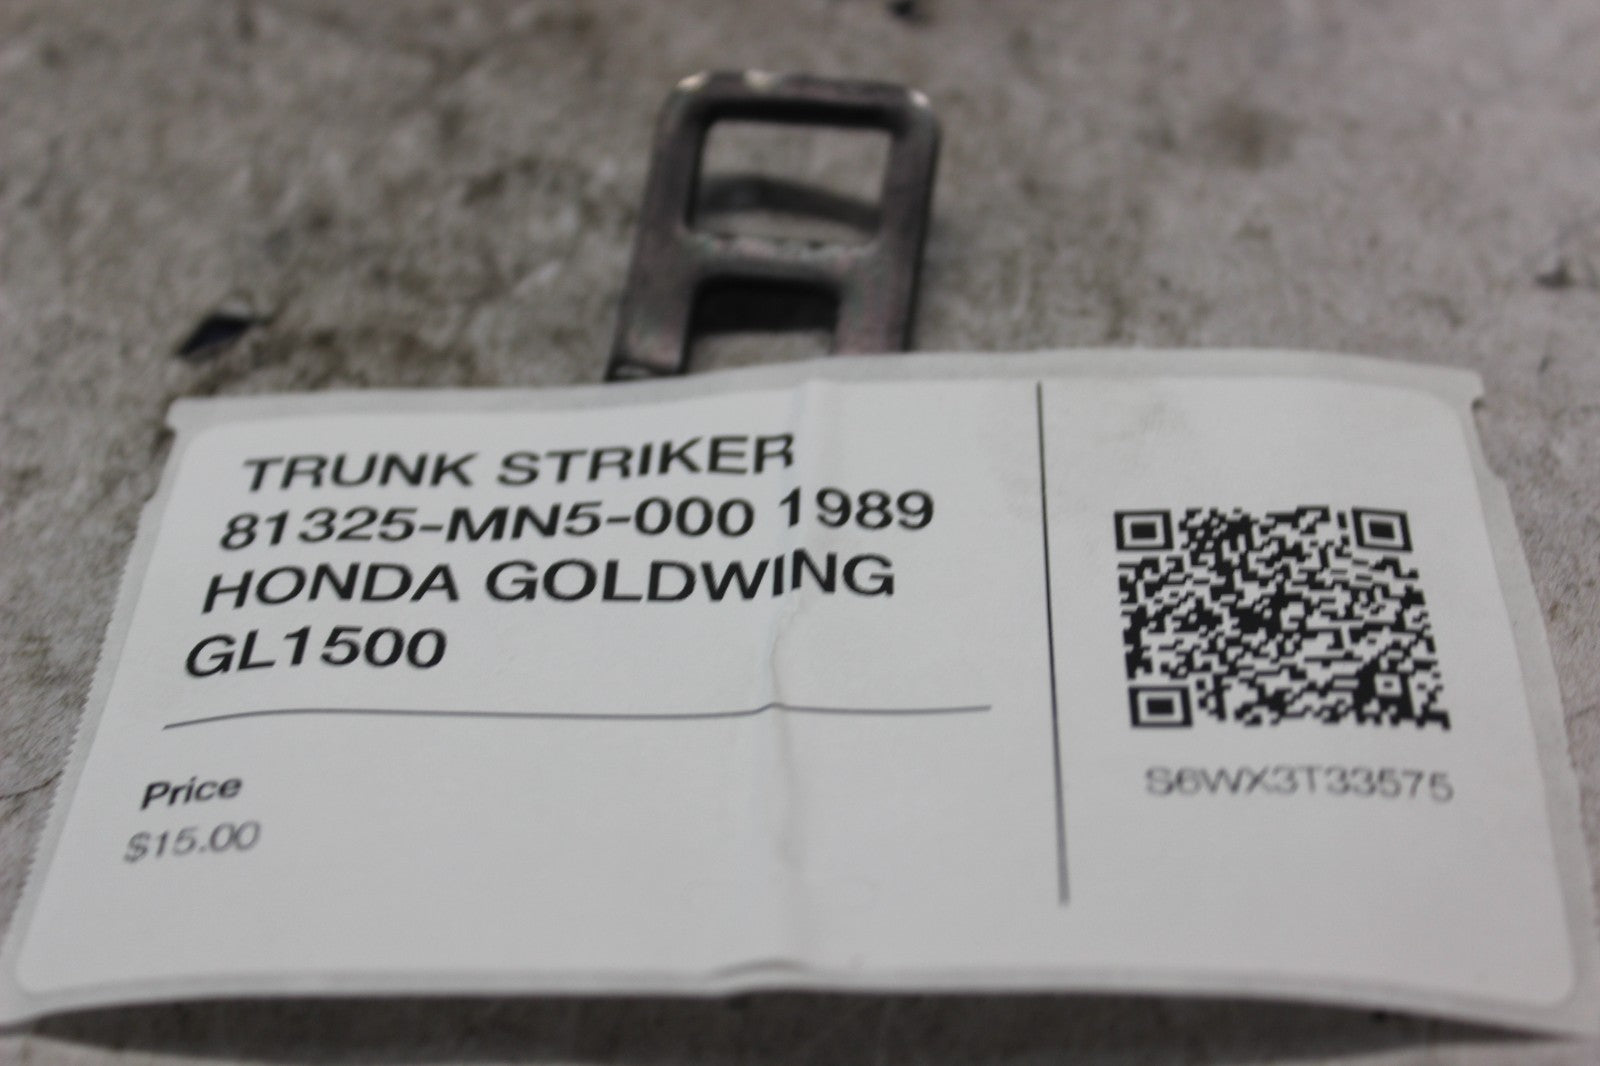 TRUNK STRIKER
81325-MN5-000 1989
HONDA GOLDWING
GL1500
Price
$15.00
S6WX3T33575